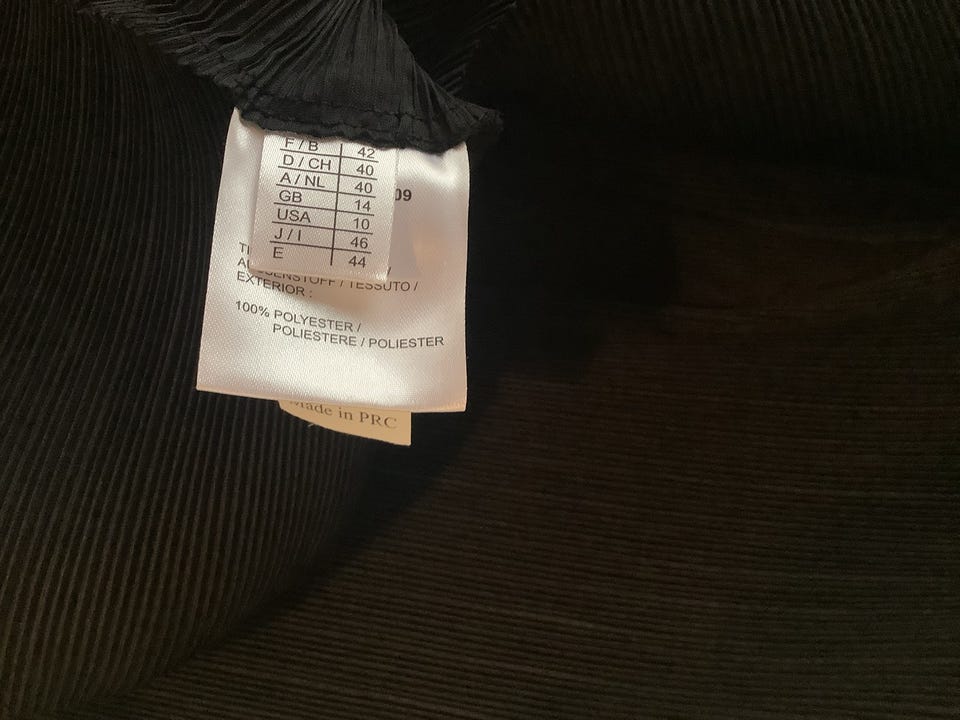 F / B 42
D / CH 40
A / NL 40
GB 14
USA 10
J / I 46
E 44
09
/
EXTERIOR :
TESSUTO /
100% POLYESTER /
POLIESTERE / POLIESTER
Made in PRC